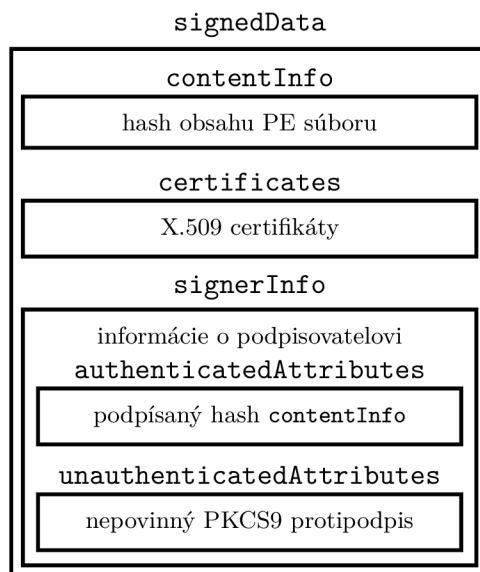 signedData
contentInfo
hash obsahu PE súboru
certificates
X.509 certifikáty
signerInfo
informácie o podpisovatelovi
authenticatedAttributes
podpísaný hash contentInfo
unauthenticatedAttributes
nepovinný PKCS9 protipodpis